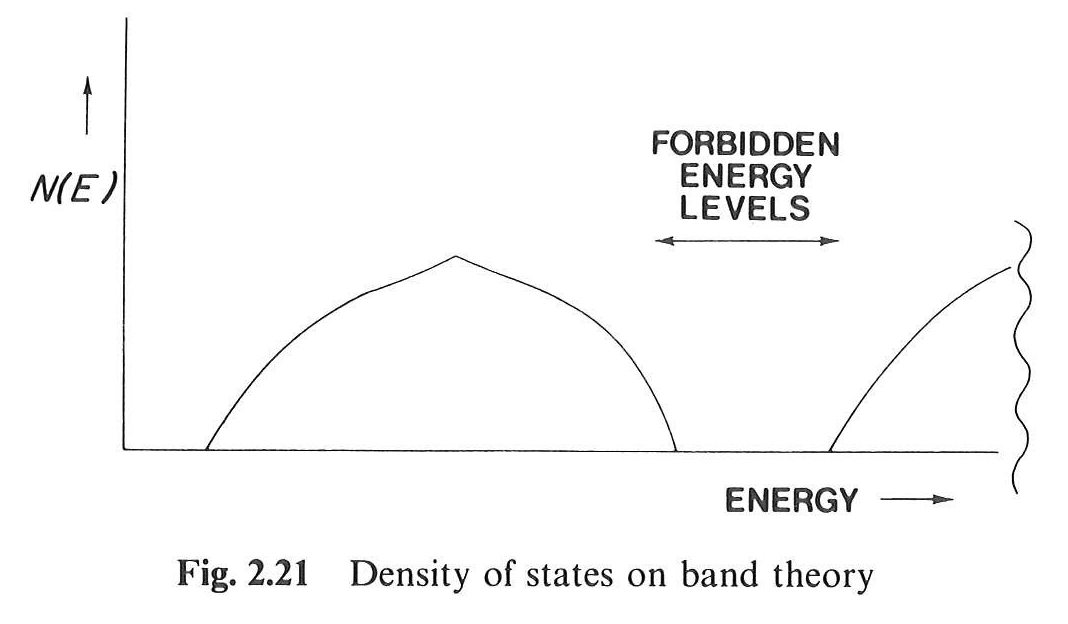 N(E)
FORBIDDEN
ENERGY
LEVELS
ENERGY
Fig. 2.21 Density of states on band theory